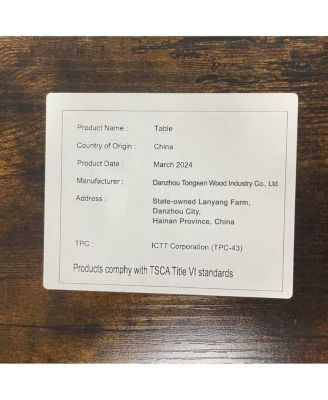 Product Name : Table
Country of Origin : China
Product Date : March 2024
Manufacturer : Danzhou Tongsen Wood Industry Co., Ltd
Address : State-owned Lanyang Farm,
Danzhou City,
Hainan Province, China
TPC ICTT Corporation (TPC-43)
Products comphy with TSCA Title VI standards